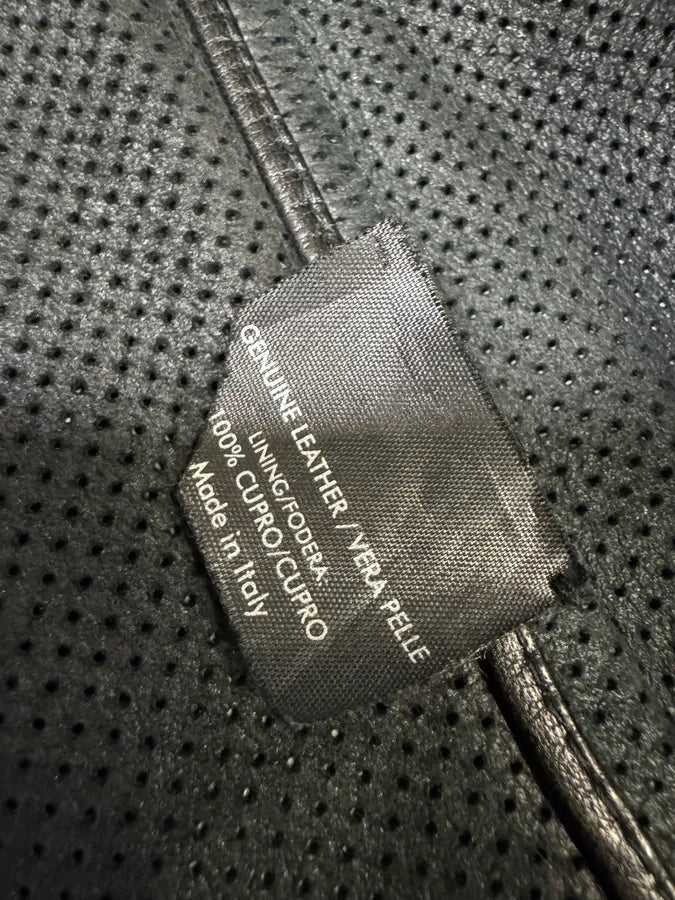 GENUINE LEATHER / VERA PELLE
LINING/FODERA
100% CUPRO/CUPRO
Made in Italy